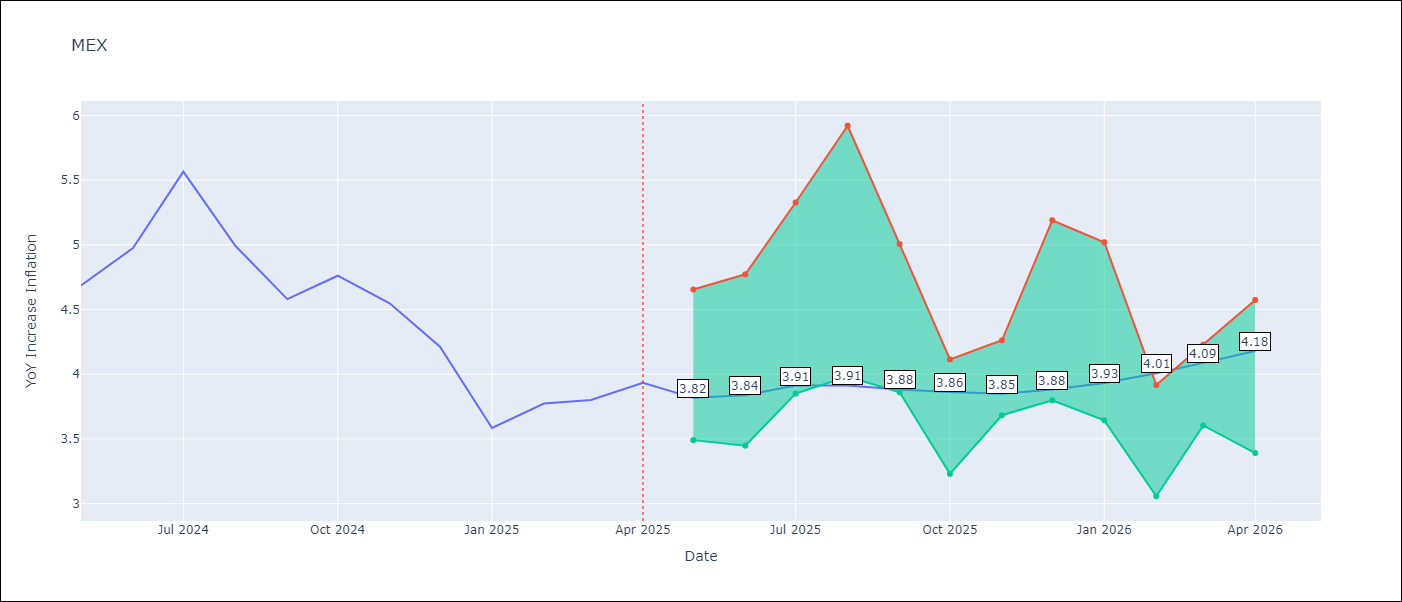 MEX
YoY Increase Inflation
6
5.5
5
4.5
4
3.5
3
3.82
3.84
3.91
3.91
3.88
3.86
3.85
3.88
3.93
4.01
4.09
4.18
Jul 2024
Oct 2024
Jan 2025
Apr 2025
Jul 2025
Oct 2025
Jan 2026
Apr 2026
Date